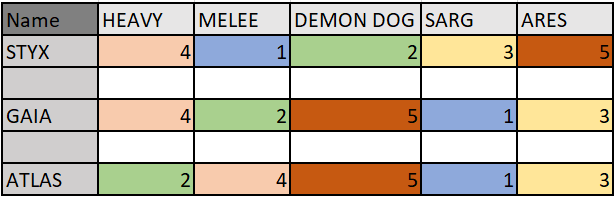 Name HEAVY MELEE DEMON DOG SARG ARES
STYX 4 1 2 3 5
GAIA 4 2 5 1 3
ATLAS 2 4 5 1 3